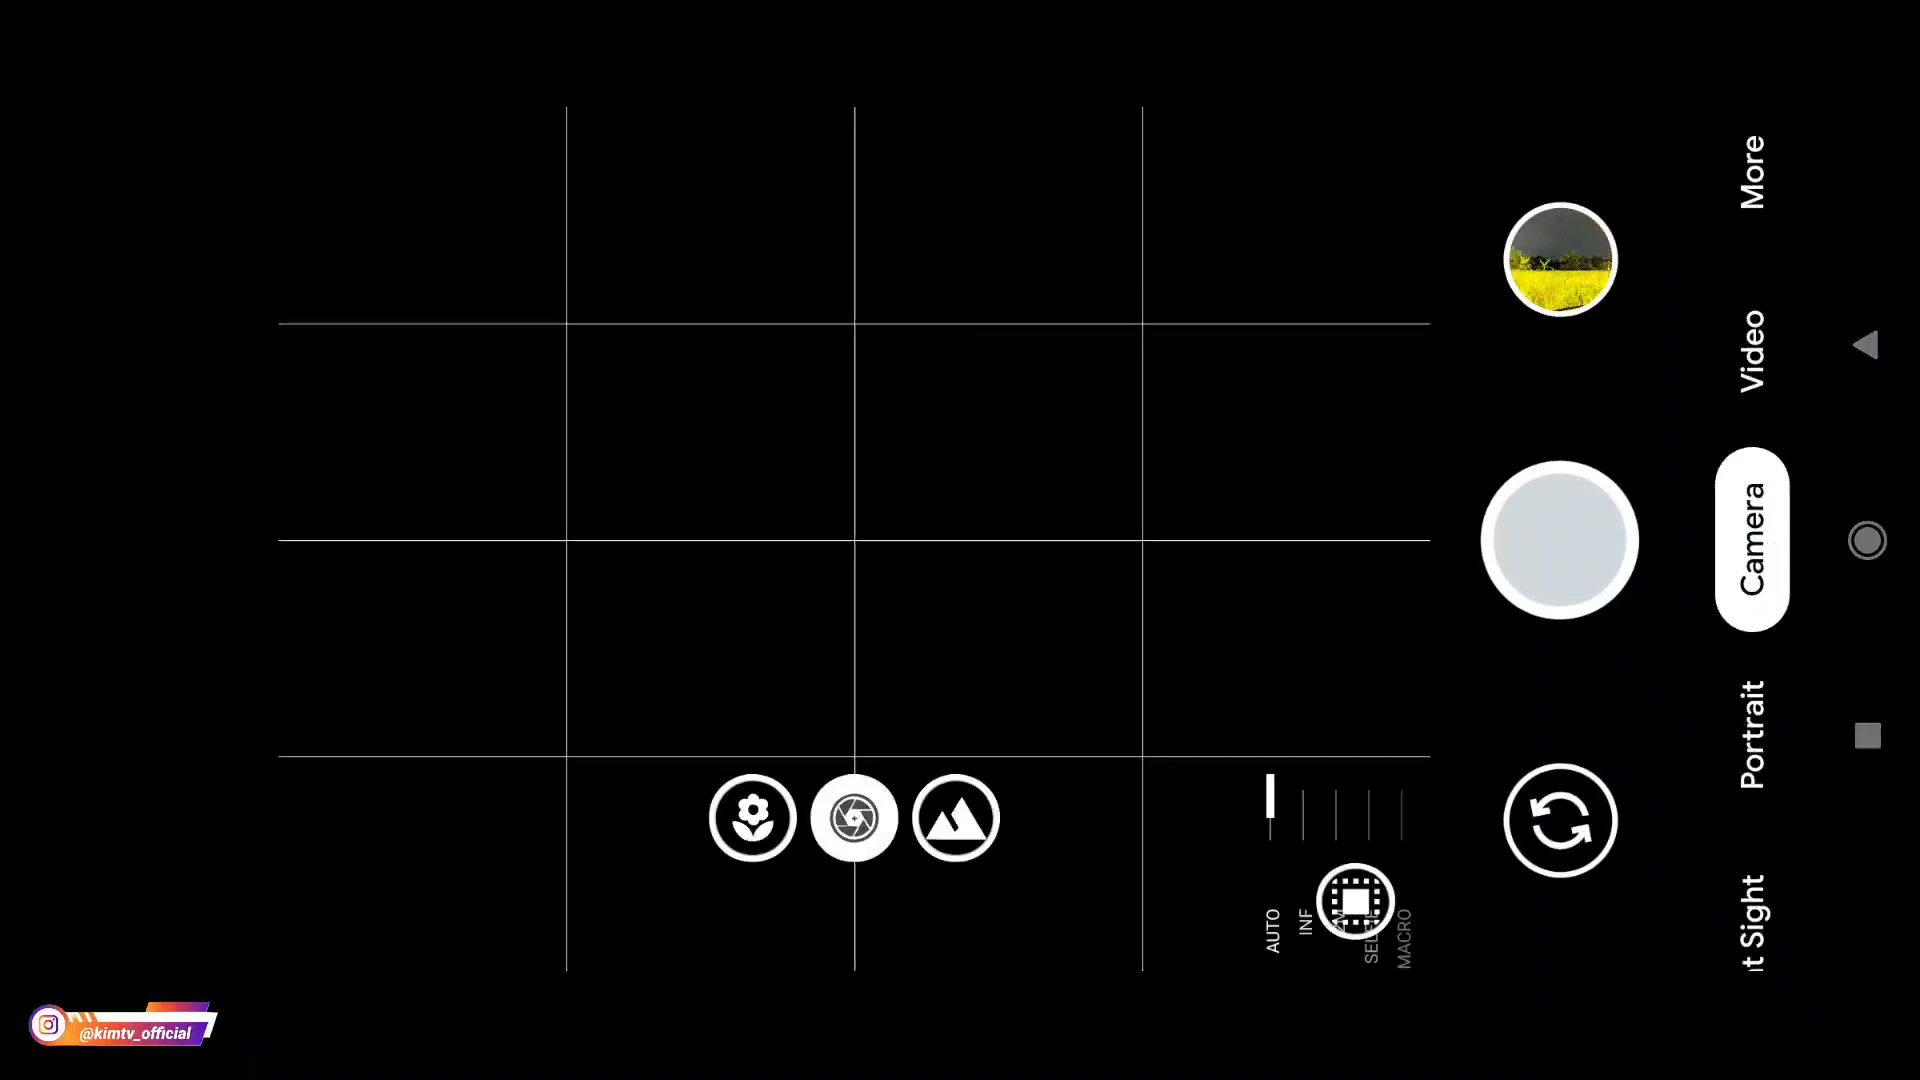 More
Video
Camera
Portrait
t Sight
AUTO
INF
MACRO
@kimtv_official